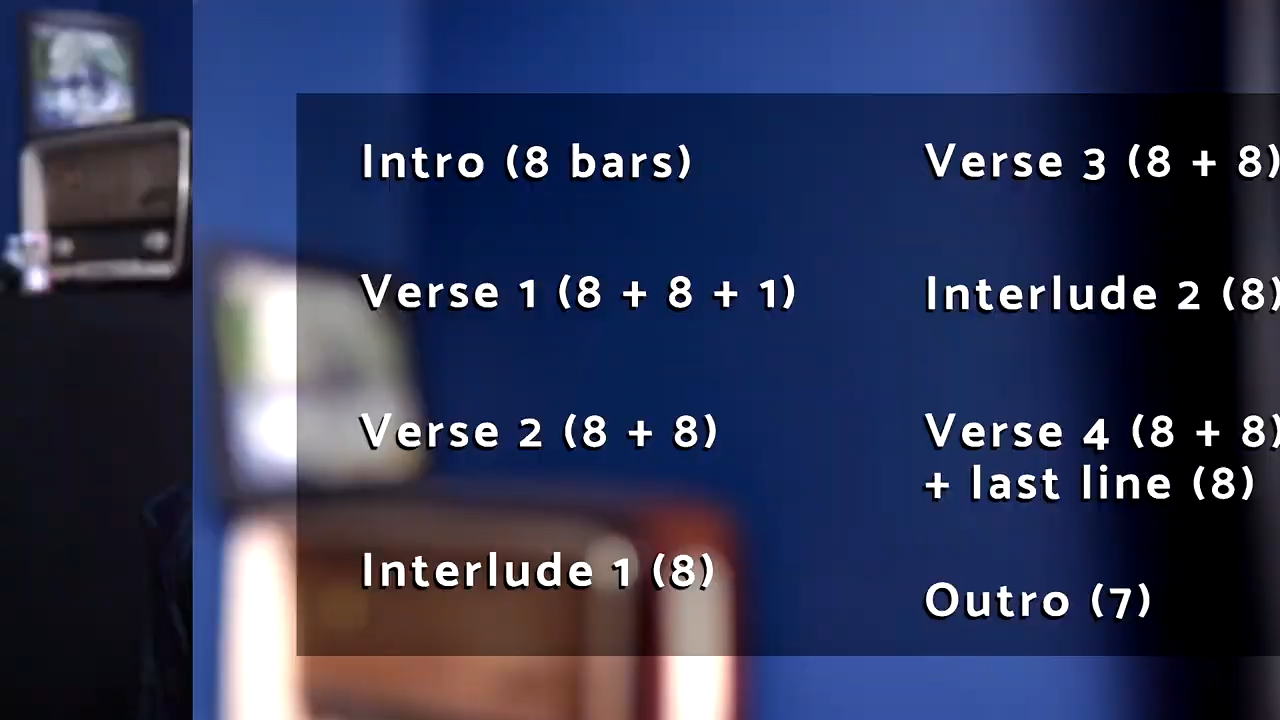 Intro (8 bars)
Verse 1 (8 + 8 + 1)
Verse 2 (8 + 8)
Interlude 1 (8)
Verse 3 (8 + 8)
Interlude 2 (8)
Verse 4 (8 + 8)
+ last line (8)
Outro (7)